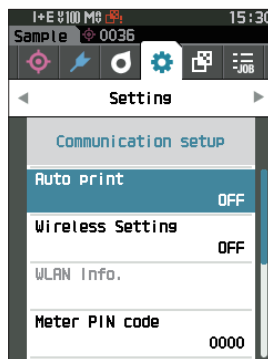 I+E M 15:30
Sample 0036
-JOB
Setting
Communication setup
Auto print
OFF
Wireless Setting
OFF
WLAN Info.
Meter PIN code
0000